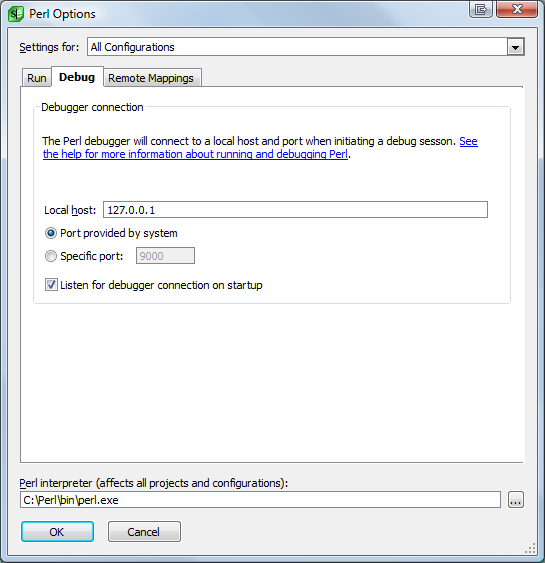 Perl Options
Settings for: All Configurations
Run Debug Remote Mappings
Debugger connection
The Perl debugger will connect to a local host and port when initiating a debug sesson. See
the help for more information about running and debugging Perl.
Local host: 127.0.0.1
Port provided by system
Specific port: 9000
Listen for debugger connection on startup
Perl interpreter (affects all projects and configurations):
C:\Perl\bin\perl.exe ...
OK Cancel